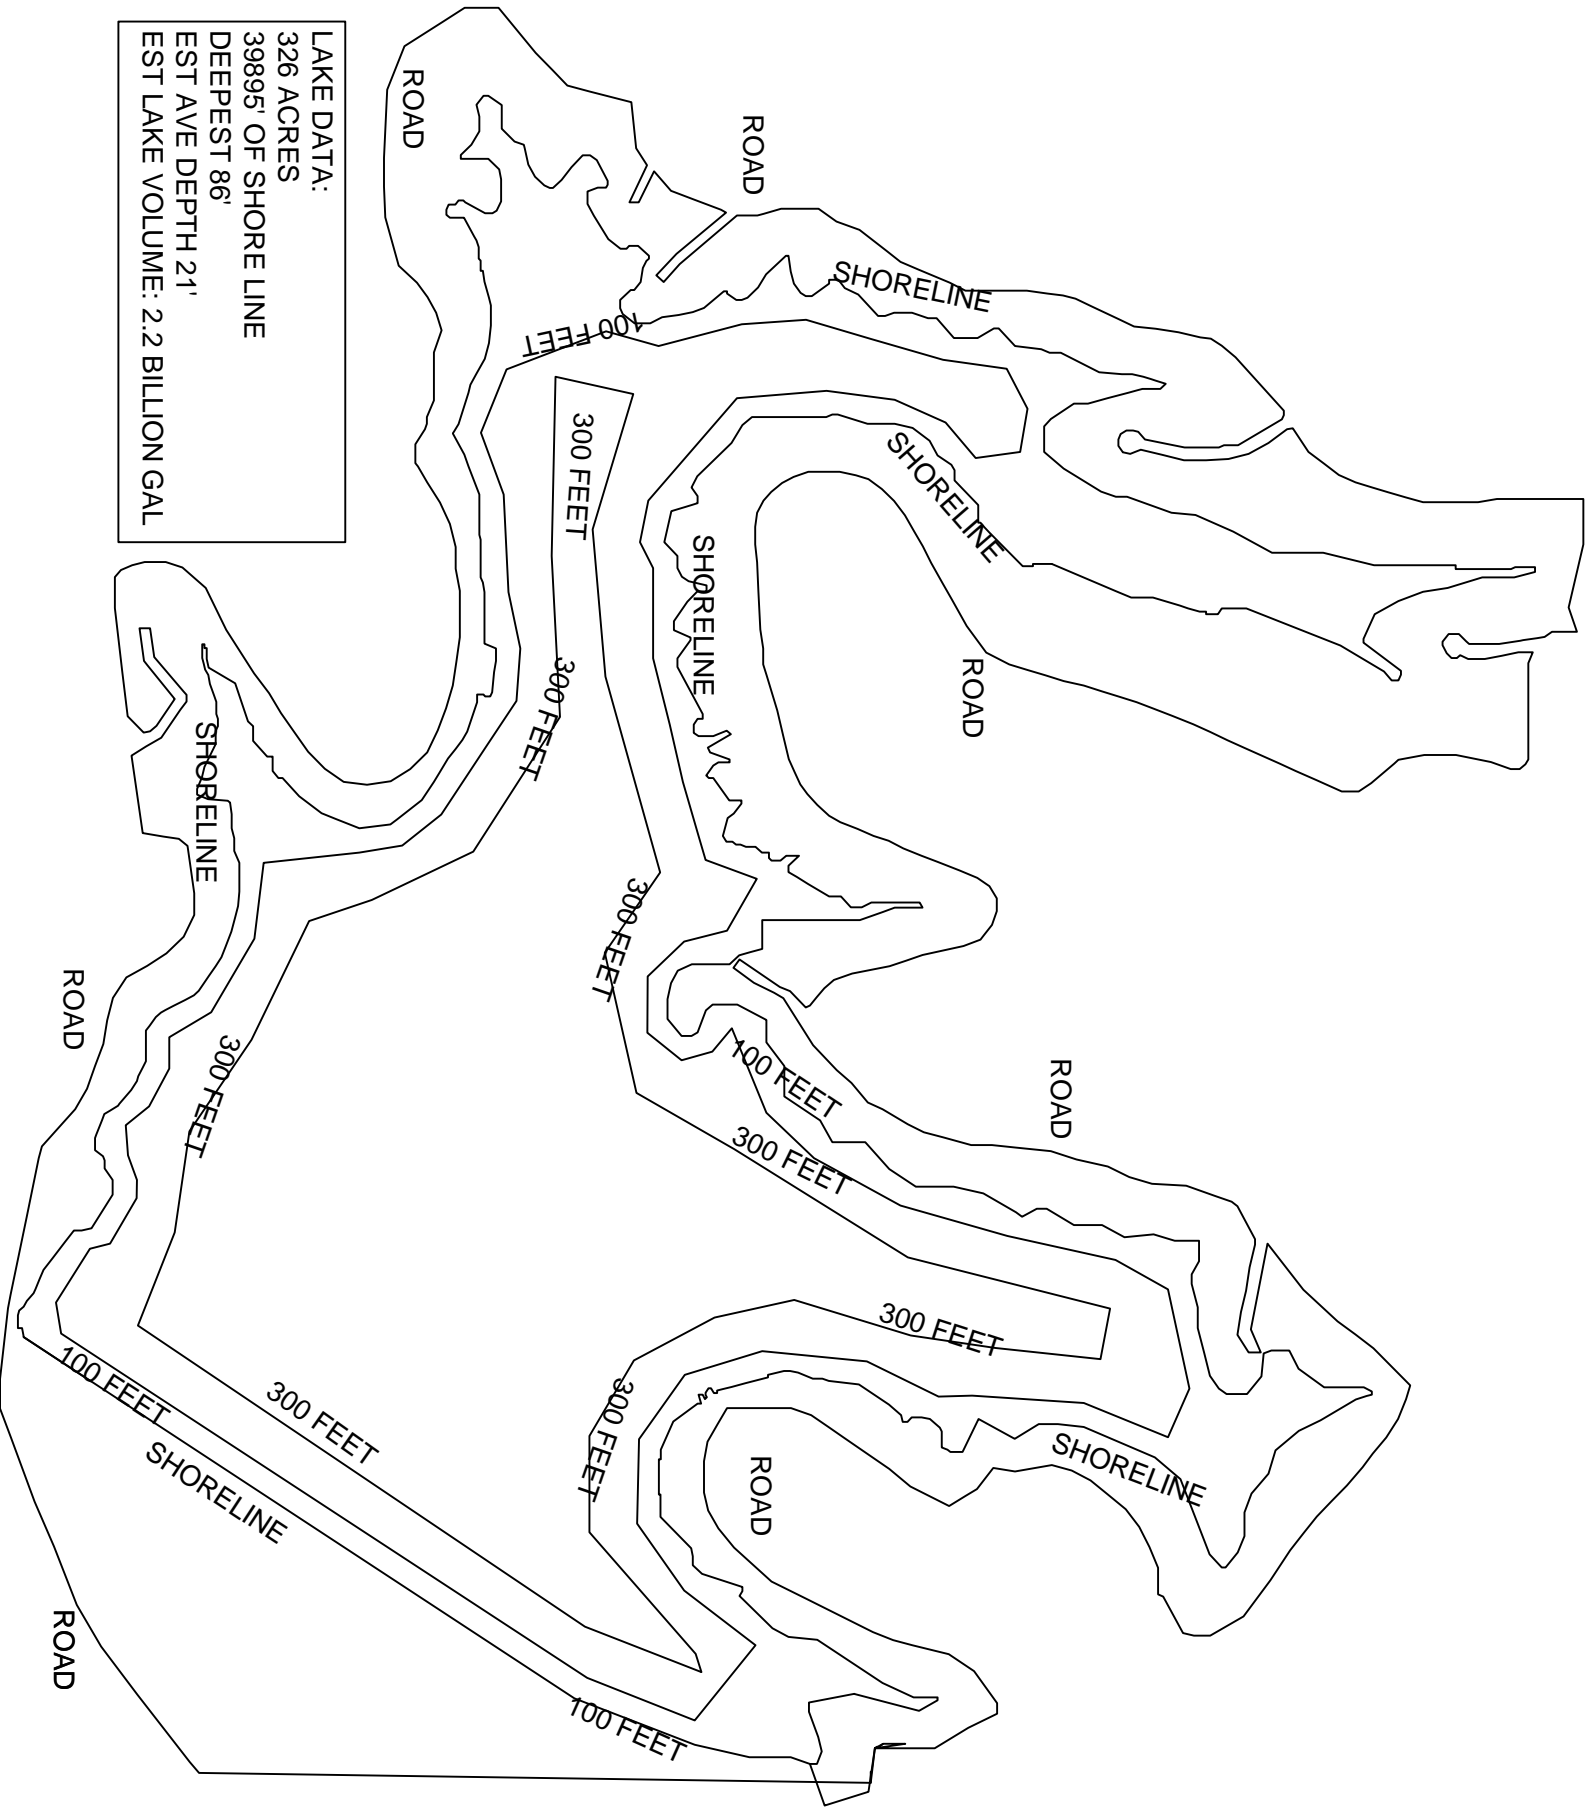 LAKE DATA:
326 ACRES
39895' OF SHORE LINE
DEEPEST 86'
EST AVE DEPTH 21'
EST LAKE VOLUME: 2.2 BILLION GAL
ROAD
ROAD
SHORELINE
100 FEET
300 FEET
SHORELINE
SHORELINE
ROAD
300 FEET
SHORELINE
300 FEET
ROAD
300 FEET
100 FEET
ROAD
300 FEET
300 FEET
100 FEET
300 FEET
300 FEET
SHORELINE
SHORELINE
ROAD
ROAD
100 FEET